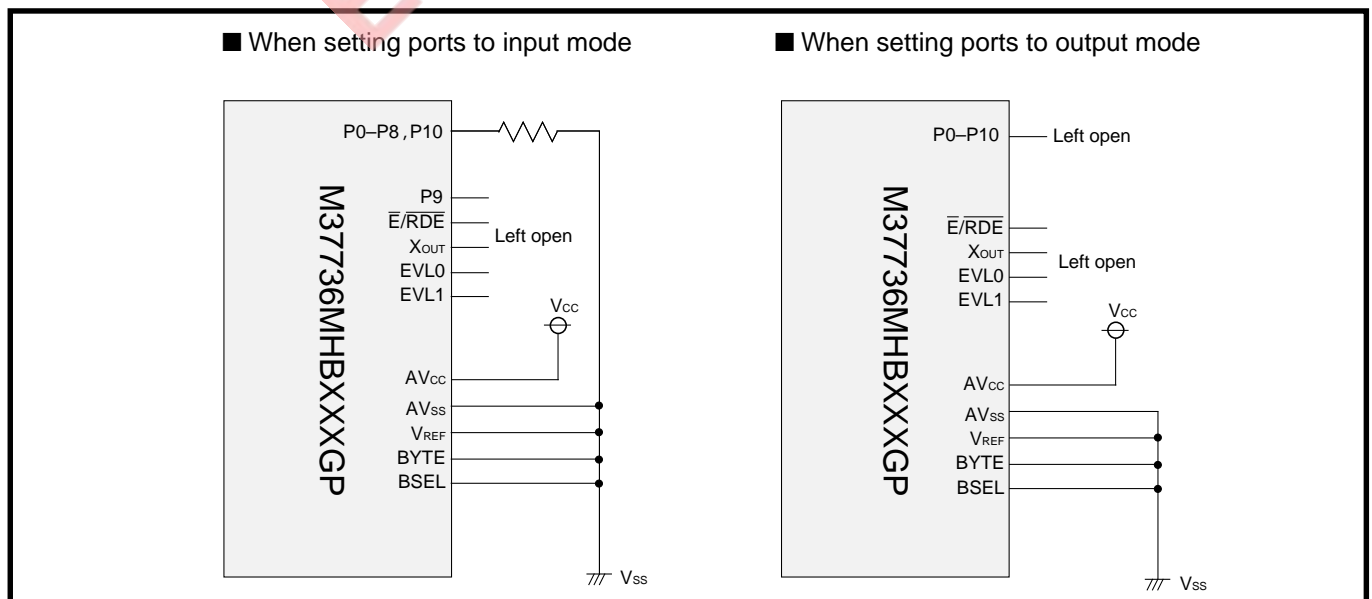 ■ When setting ports to input mode
P0–P8 , P10
P9
E/RDE
XOUT
EVL0
EVL1
Left open
VCC
AVCC
AVSS
VREF
BYTE
BSEL
M37736MHBXXXGP
VSS
■ When setting ports to output mode
P0–P10
Left open
E/RDE
XOUT
EVL0
EVL1
Left open
VCC
AVCC
AVSS
VREF
BYTE
BSEL
M37736MHBXXXGP
VSS